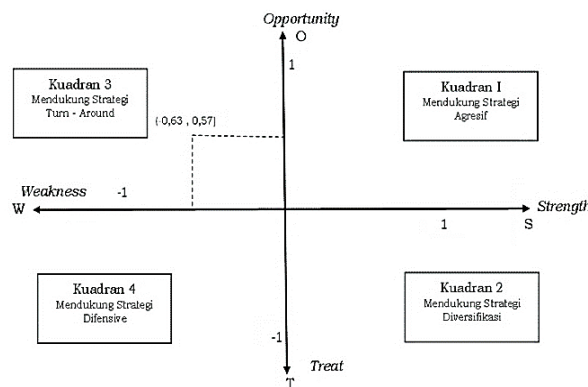 Opportunity
O
1
Kuadran 3
Mendukung Strategi
Turn - Around
Kuadran I
Mendukung Strategi
Agresif
(-0,63 , 0,57)
Weakness
-1
W
Strength
1
S
Kuadran 4
Mendukung Strategi
Difensive
Kuadran 2
Mendukung Strategi
Diversifikasi
-1
Treat
T